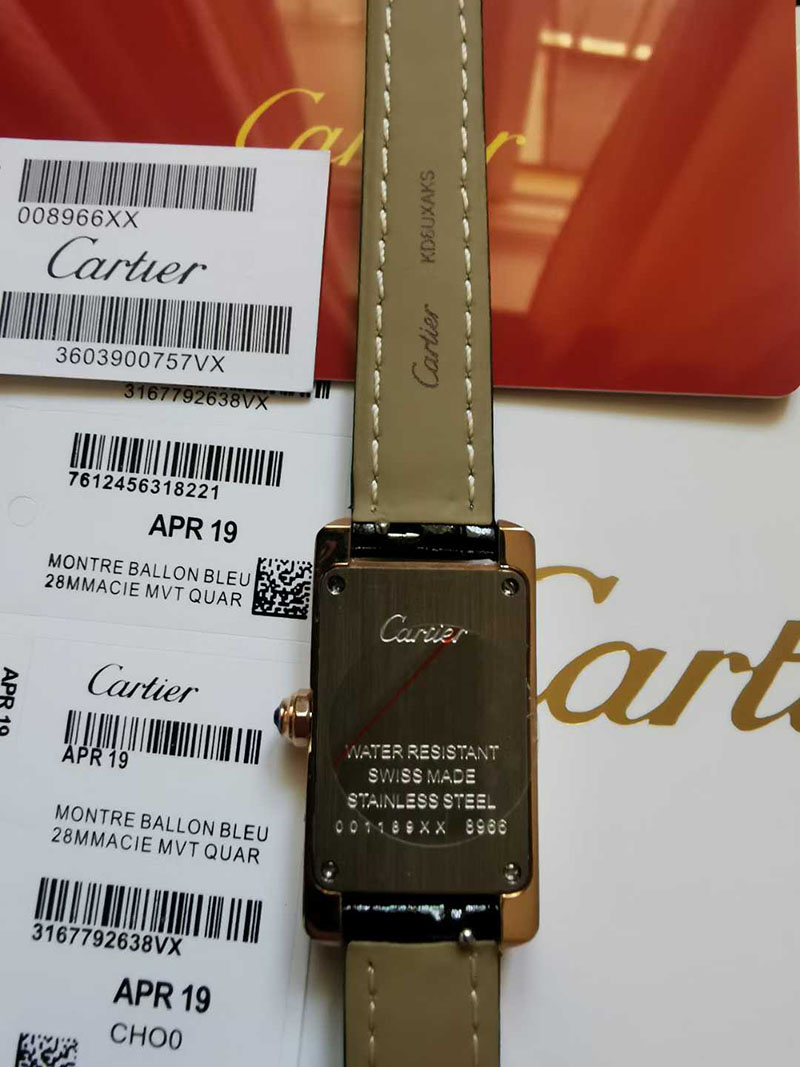 Cartier
008966XX
Cartier
3603900757VX
3167792638VX
7612456318221
APR 19
MONTRE BALLON BLEU
28MMACIE MVT QUAR
APR 19
Cartier
APR 19
MONTRE BALLON BLEU
28MMACIE MVT QUAR
3167792638VX
APR 19
CHO0
Cartier
Cartier
WATER RESISTANT
SWISS MADE
STAINLESS STEEL
001189XX 8966
Cart